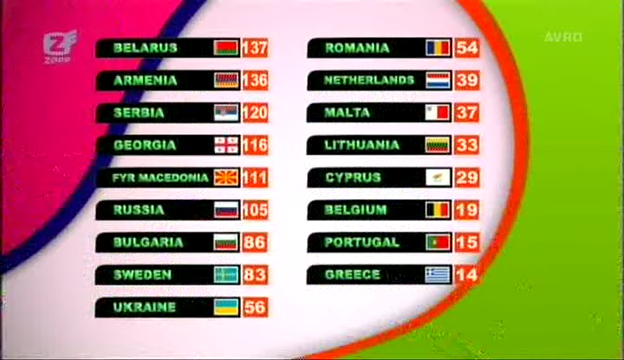 Z
ZAPP
AVRO
BELARUS 137
ARMENIA 136
SERBIA 120
GEORGIA 116
FYR MACEDONIA 111
RUSSIA 105
BULGARIA 86
SWEDEN 83
UKRAINE 56
ROMANIA 54
NETHERLANDS 39
MALTA 37
LITHUANIA 33
CYPRUS 29
BELGIUM 19
PORTUGAL 15
GREECE 14